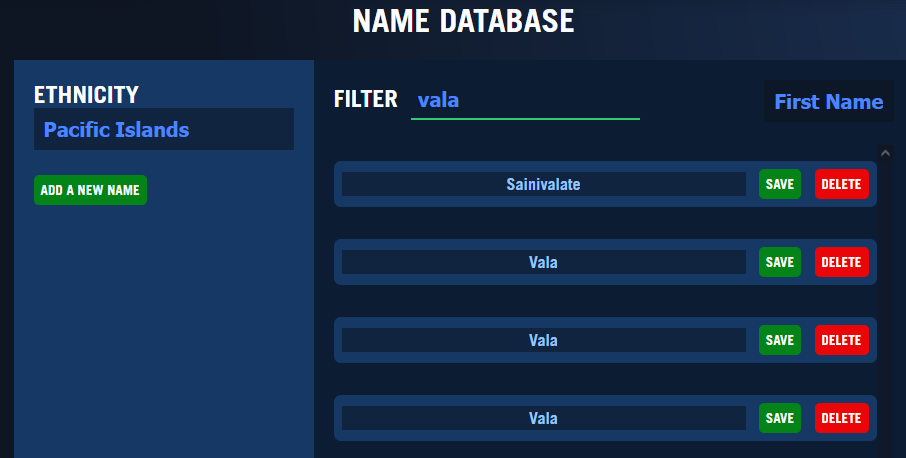 NAME DATABASE
ETHNICITY
Pacific Islands
ADD A NEW NAME
FILTER vala First Name
Sainivalate SAVE DELETE
Vala SAVE DELETE
Vala SAVE DELETE
Vala SAVE DELETE